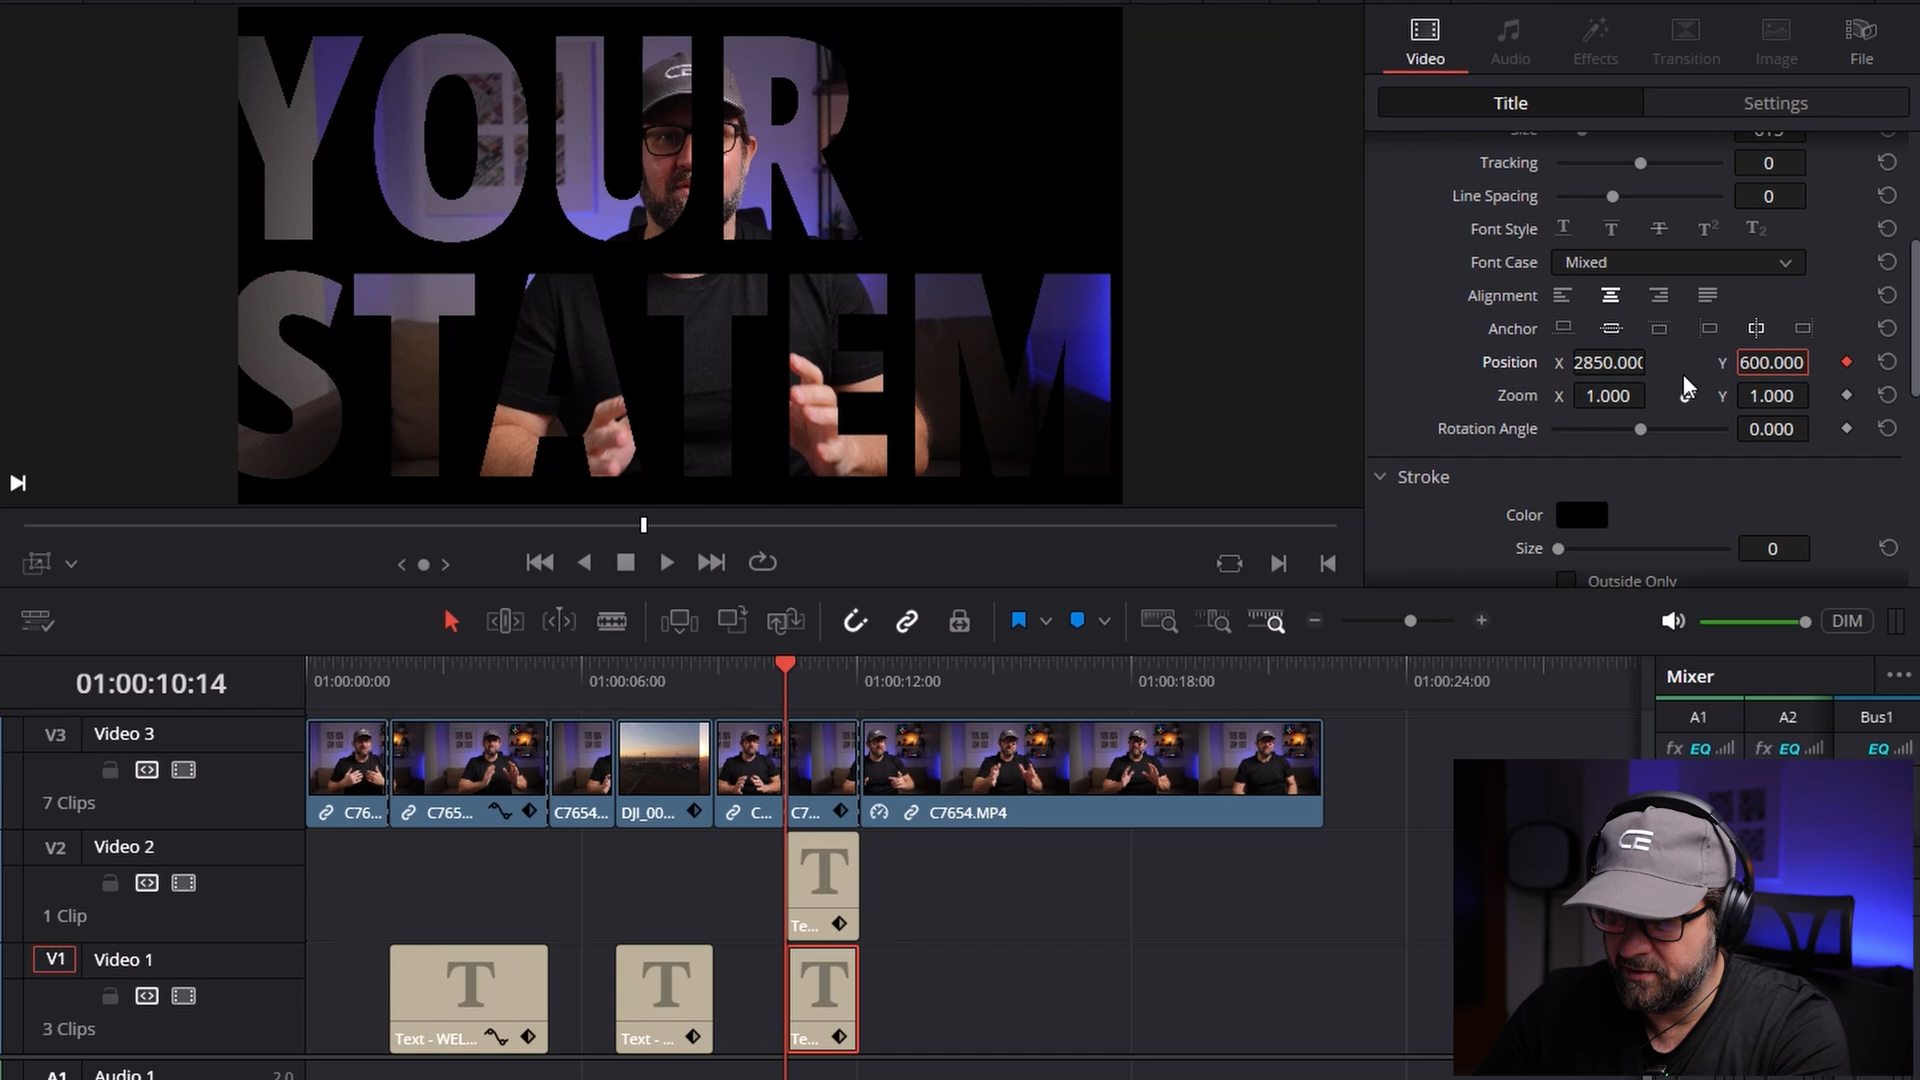 YOUR
STATEM
Video
Audio
Effects
Transition
Image
File
Title
Settings
Tracking
0
Line Spacing
0
Font Style
Font Case
Mixed
Alignment
Anchor
Position
X
2850.000
Y
600.000
Zoom
X
1.000
Y
1.000
Rotation Angle
0.000
Stroke
Color
Size
0
Outside Only
DIM
01:00:10:14
01:00:00:00
01:00:06:00
01:00:12:00
01:00:18:00
01:00:24:00
Mixer
A1
A2
Bus1
fx EQ
fx EQ
EQ
V3
Video 3
7 Clips
C76...
C765...
C7654...
DJI_00...
C...
C7...
C7654.MP4
V2
Video 2
1 Clip
T
Te...
V1
Video 1
3 Clips
T
Text - WEL...
T
Text - ...
T
Te...
A1
Audio 1
2.0
CE